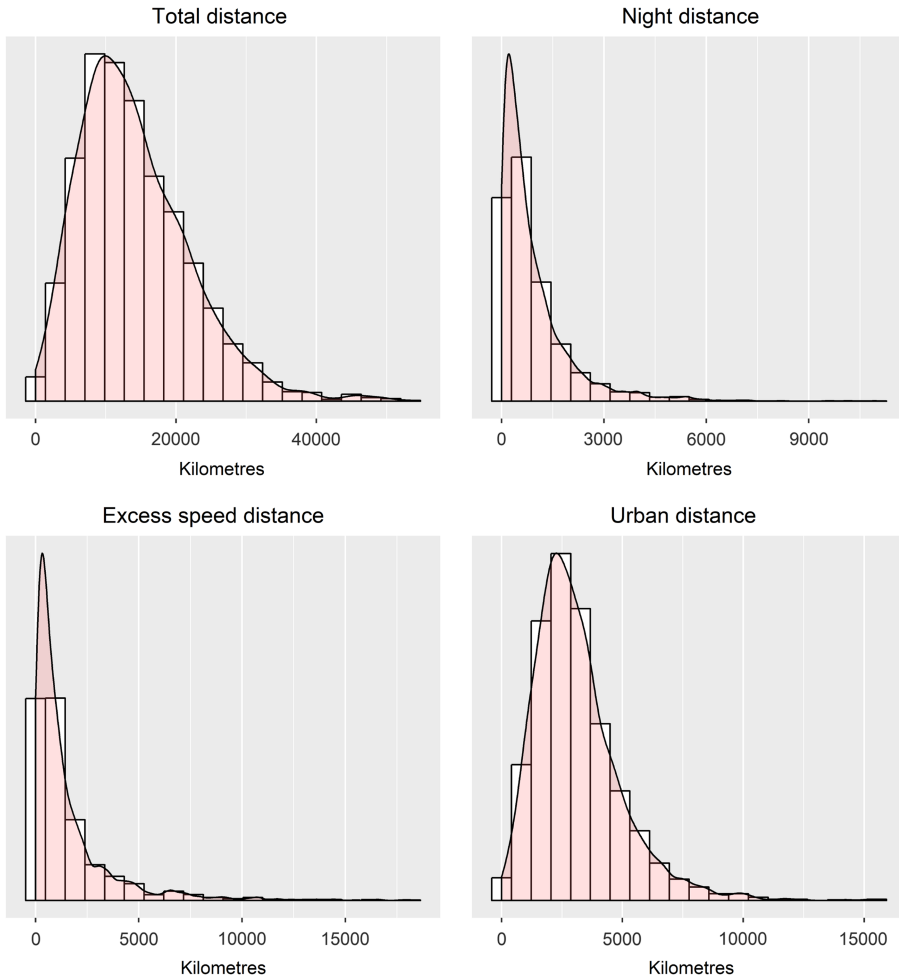 Total distance
Night distance
0 20000 40000
0 3000 6000 9000
Kilometres
Kilometres
Excess speed distance
Urban distance
0 5000 10000 15000
0 5000 10000 15000
Kilometres
Kilometres